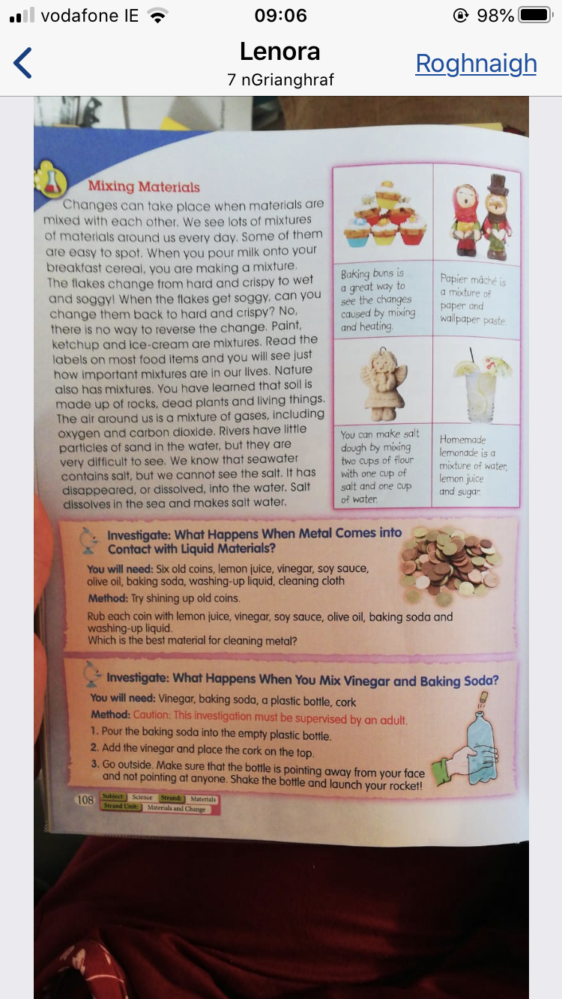 vodafone IE
09:06
98%
Lenora
7 nGrianghraf
Roghnaigh
Mixing Materials
Changes can take place when materials are
mixed with each other. We see lots of mixtures
of materials around us every day. Some of them
are easy to spot. When you pour milk onto your
breakfast cereal, you are making a mixture.
The flakes change from hard and crispy to wet
and soggy! When the flakes get soggy, can you
change them back to hard and crispy? No,
there is no way to reverse the change. Paint,
ketchup and ice-cream are mixtures. Read the
labels on most food items and you will see just
how important mixtures are in our lives. Nature
also has mixtures. You have learned that soil is
made up of rocks, dead plants and living things.
The air around us is a mixture of gases, including
oxygen and carbon dioxide. Rivers have little
particles of sand in the water, but they are
very difficult to see. We know that seawater
contains salt, but we cannot see the salt. It has
disappeared, or dissolved, into the water. Salt
dissolves in the sea and makes salt water.
Baking buns is
a great way to
see the changes
caused by mixing
and heating.
Papier mâché is
a mixture of
paper and
wallpaper paste.
You can make salt
dough by mixing
two cups of flour
with one cup of
salt and one cup
of water.
Homemade
lemonade is a
mixture of water,
lemon juice
and sugar.
Investigate: What Happens When Metal Comes into
Contact with Liquid Materials?
You will need: Six old coins, lemon juice, vinegar, soy sauce,
olive oil, baking soda, washing-up liquid, cleaning cloth
Method: Try shining up old coins.
Rub each coin with lemon juice, vinegar, soy sauce, olive oil, baking soda and
washing-up liquid.
Which is the best material for cleaning metal?
Investigate: What Happens When You Mix Vinegar and Baking Soda?
You will need: Vinegar, baking soda, a plastic bottle, cork
Method: Caution: This investigation must be supervised by an adult.
1. Pour the baking soda into the empty plastic bottle.
2. Add the vinegar and place the cork on the top.
3. Go outside. Make sure that the bottle is pointing away from your face
and not pointing at anyone. Shake the bottle and launch your rocket!
108
Subject: Science Strand: Materials
Strand Unit: Materials and Change